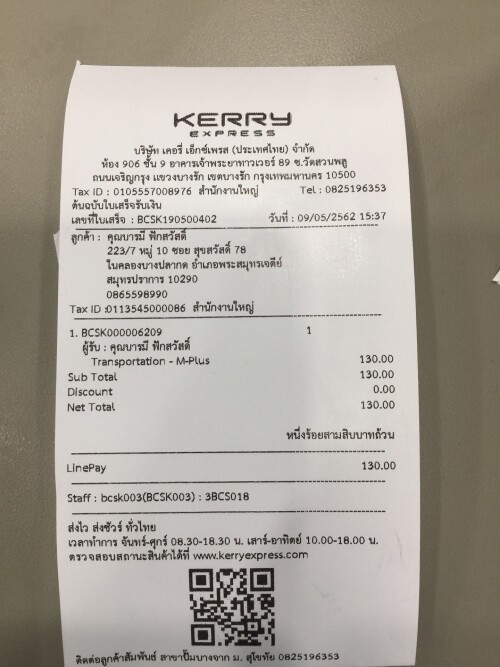 KERRY
EXPRESS
บริษัท เคอรี่ เอ็กซ์เพรส (ประเทศไทย) จำกัด
ห้อง 906 ชั้น 9 อาคารเจ้าพระยาทาวเวอร์ 89 ซ.วัดสวนพลู
ถนนเจริญกรุง แขวงบางรัก เขตบางรัก กรุงเทพมหานคร 10500
Tax ID : 0105557008976 สำนักงานใหญ่ Tel : 0825196353
ต้นฉบับใบเสร็จรับเงิน
เลขที่ใบเสร็จ : BCSK190500402 วันที่ : 09/05/2562 15:37
ลูกค้า : คุณบารมี ฟักสวัสดิ์
223/7 หมู่ 10 ซอย สุขสวัสดิ์ 78
ในคลองบางปลากด อำเภอพระสมุทรเจดีย์
สมุทรปราการ 10290
0865598990
Tax ID :0113545000086 สำนักงานใหญ่
1. BCSK000006209 1
ผู้รับ : คุณบารมี ฟักสวัสดิ์
Transportation - M-Plus 130.00
Sub Total 130.00
Discount 0.00
Net Total 130.00
หนึ่งร้อยสามสิบบาทถ้วน
LinePay 130.00
Staff : bcsk003(BCSK003) : 3BCS018
ส่งไว ส่งชัวร์ ทั่วไทย
เวลาทำการ จันทร์-ศุกร์ 08.30-18.30 น. เสาร์-อาทิตย์ 10.00-18.00 น.
ตรวจสอบสถานะสินค้าได้ที่ www.kerryexpress.com
ติดต่อลูกค้าสัมพันธ์ สาขาปั๊มบางจาก ม. สุโขทัย 0825196353